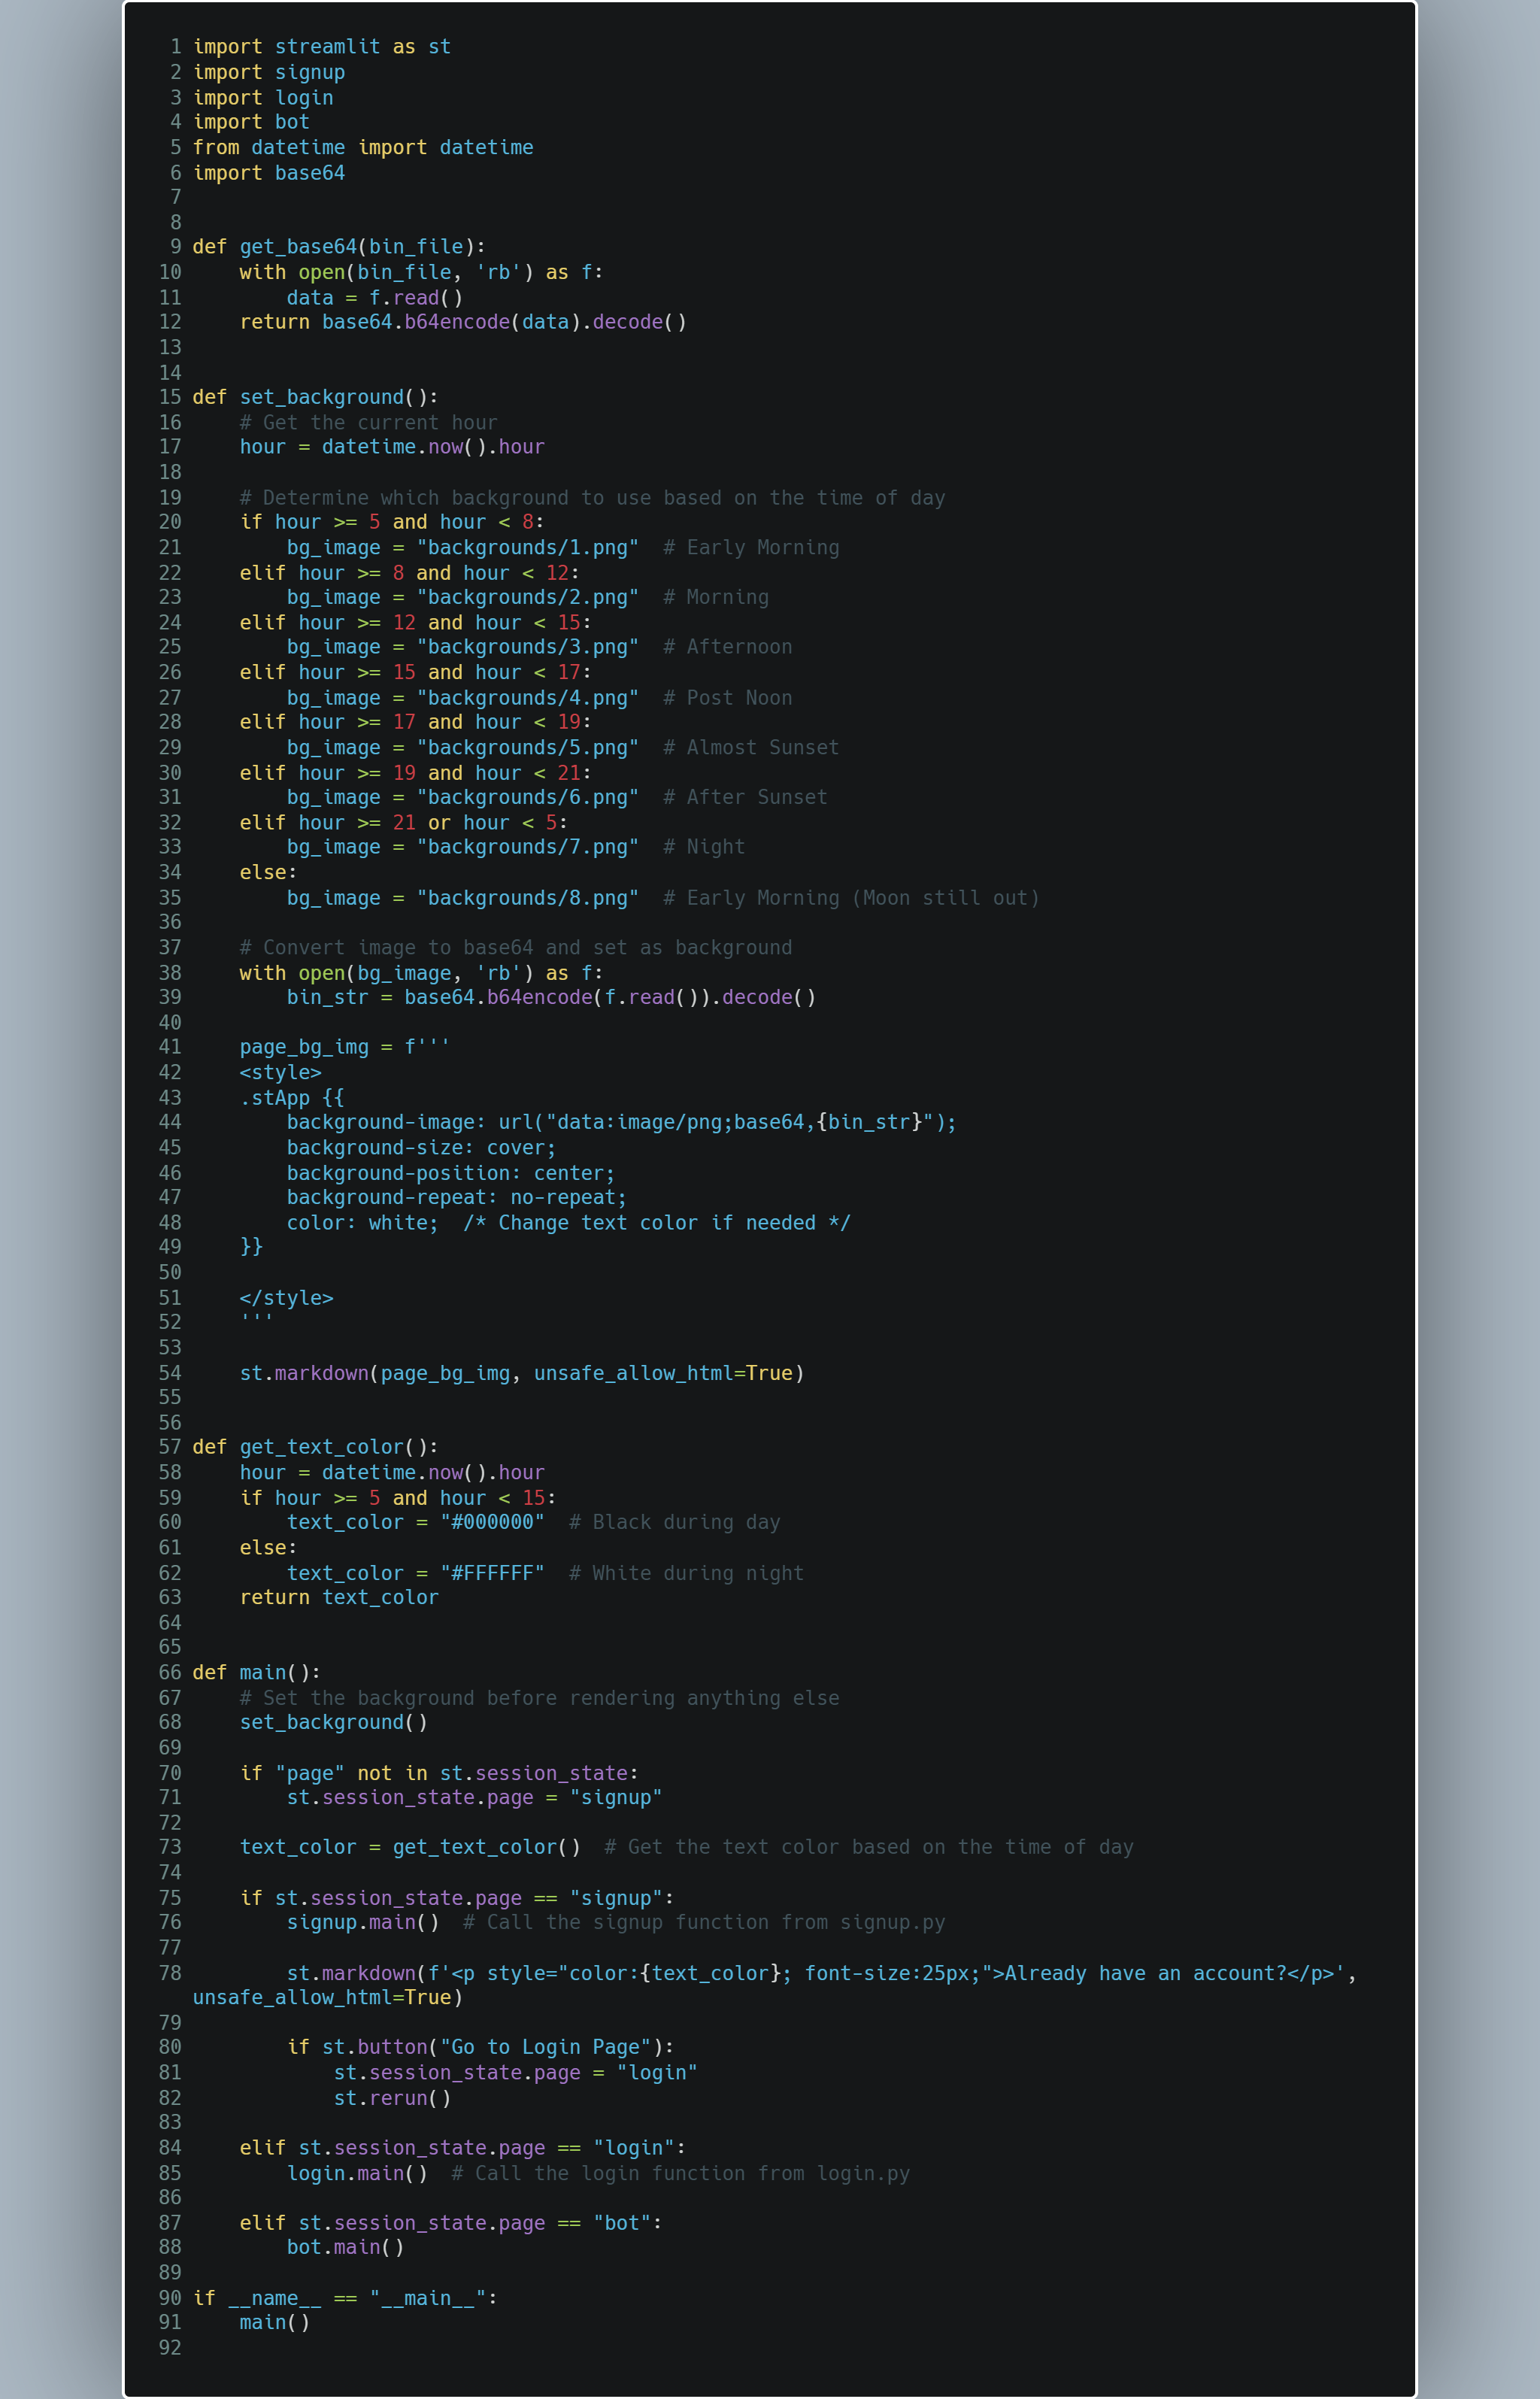 1 import streamlit as st
2 import signup
3 import login
4 import bot
5 from datetime import datetime
6 import base64
7
8
9 def get_base64(bin_file):
10     with open(bin_file, 'rb') as f:
11         data = f.read()
12     return base64.b64encode(data).decode()
13
14
15 def set_background():
16     # Get the current hour
17     hour = datetime.now().hour
18
19     # Determine which background to use based on the time of day
20     if hour >= 5 and hour < 8:
21         bg_image = "backgrounds/1.png"  # Early Morning
22     elif hour >= 8 and hour < 12:
23         bg_image = "backgrounds/2.png"  # Morning
24     elif hour >= 12 and hour < 15:
25         bg_image = "backgrounds/3.png"  # Afternoon
26     elif hour >= 15 and hour < 17:
27         bg_image = "backgrounds/4.png"  # Post Noon
28     elif hour >= 17 and hour < 19:
29         bg_image = "backgrounds/5.png"  # Almost Sunset
30     elif hour >= 19 and hour < 21:
31         bg_image = "backgrounds/6.png"  # After Sunset
32     elif hour >= 21 or hour < 5:
33         bg_image = "backgrounds/7.png"  # Night
34     else:
35         bg_image = "backgrounds/8.png"  # Early Morning (Moon still out)
36
37     # Convert image to base64 and set as background
38     with open(bg_image, 'rb') as f:
39         bin_str = base64.b64encode(f.read()).decode()
40
41     page_bg_img = f'''
42     <style>
43     .stApp {{
44         background-image: url("data:image/png;base64,{bin_str}");
45         background-size: cover;
46         background-position: center;
47         background-repeat: no-repeat;
48         color: white;  /* Change text color if needed */
49     }}
50
51     </style>
52     '''
53
54     st.markdown(page_bg_img, unsafe_allow_html=True)
55
56
57 def get_text_color():
58     hour = datetime.now().hour
59     if hour >= 5 and hour < 15:
60         text_color = "#000000"  # Black during day
61     else:
62         text_color = "#FFFFFF"  # White during night
63     return text_color
64
65
66 def main():
67     # Set the background before rendering anything else
68     set_background()
69
70     if "page" not in st.session_state:
71         st.session_state.page = "signup"
72
73     text_color = get_text_color()  # Get the text color based on the time of day
74
75     if st.session_state.page == "signup":
76         signup.main()  # Call the signup function from signup.py
77
78         st.markdown(f'<p style="color:{text_color}; font-size:25px;">Already have an account?</p>',
unsafe_allow_html=True)
79
80         if st.button("Go to Login Page"):
81             st.session_state.page = "login"
82             st.rerun()
83
84     elif st.session_state.page == "login":
85         login.main()  # Call the login function from login.py
86
87     elif st.session_state.page == "bot":
88         bot.main()
89
90 if __name__ == "__main__":
91     main()
92